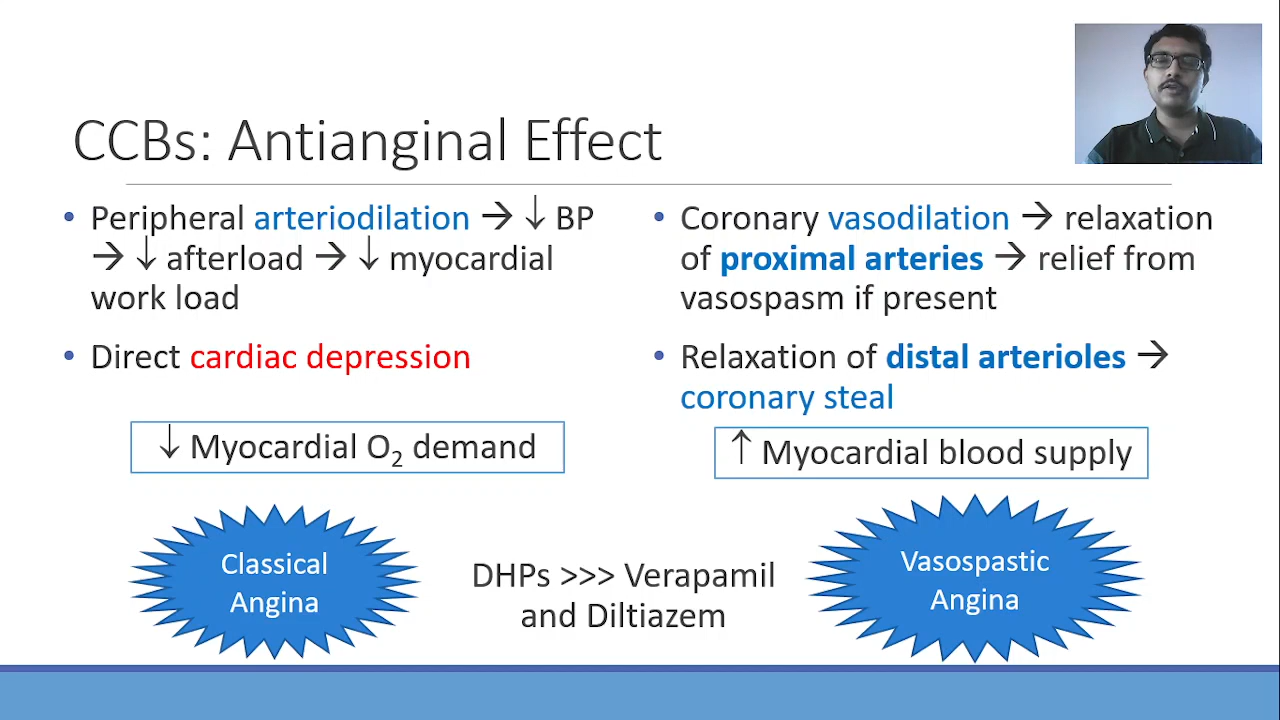 CCBs: Antianginal Effect
• Peripheral arteriodilation → ↓ BP
→ ↓ afterload → ↓ myocardial
work load
• Direct cardiac depression
↓ Myocardial O₂ demand
Classical
Angina
• Coronary vasodilation → relaxation
of proximal arteries → relief from
vasospasm if present
• Relaxation of distal arterioles →
coronary steal
↑ Myocardial blood supply
DHPs >>> Verapamil
and Diltiazem
Vasospastic
Angina